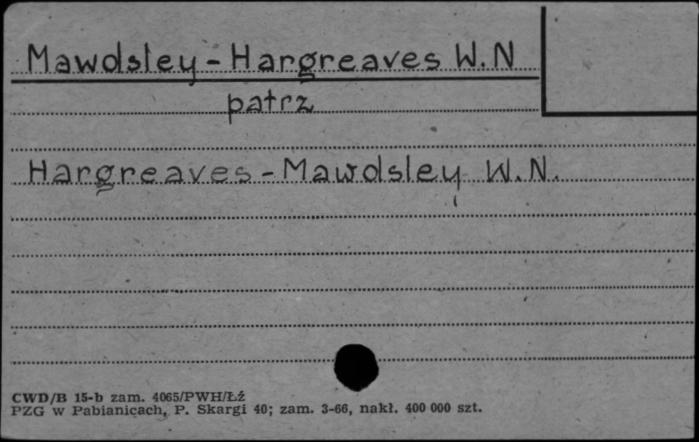 Mawdsley - Hargreaves W.N
patrz
Hargreaves - Mawdsley W.N.
CWD/B 15-b zam. 4065/PWH/Łź
PZG w Pabianicach, P. Skargi 40; zam. 3-66, nakł. 400 000 szt.